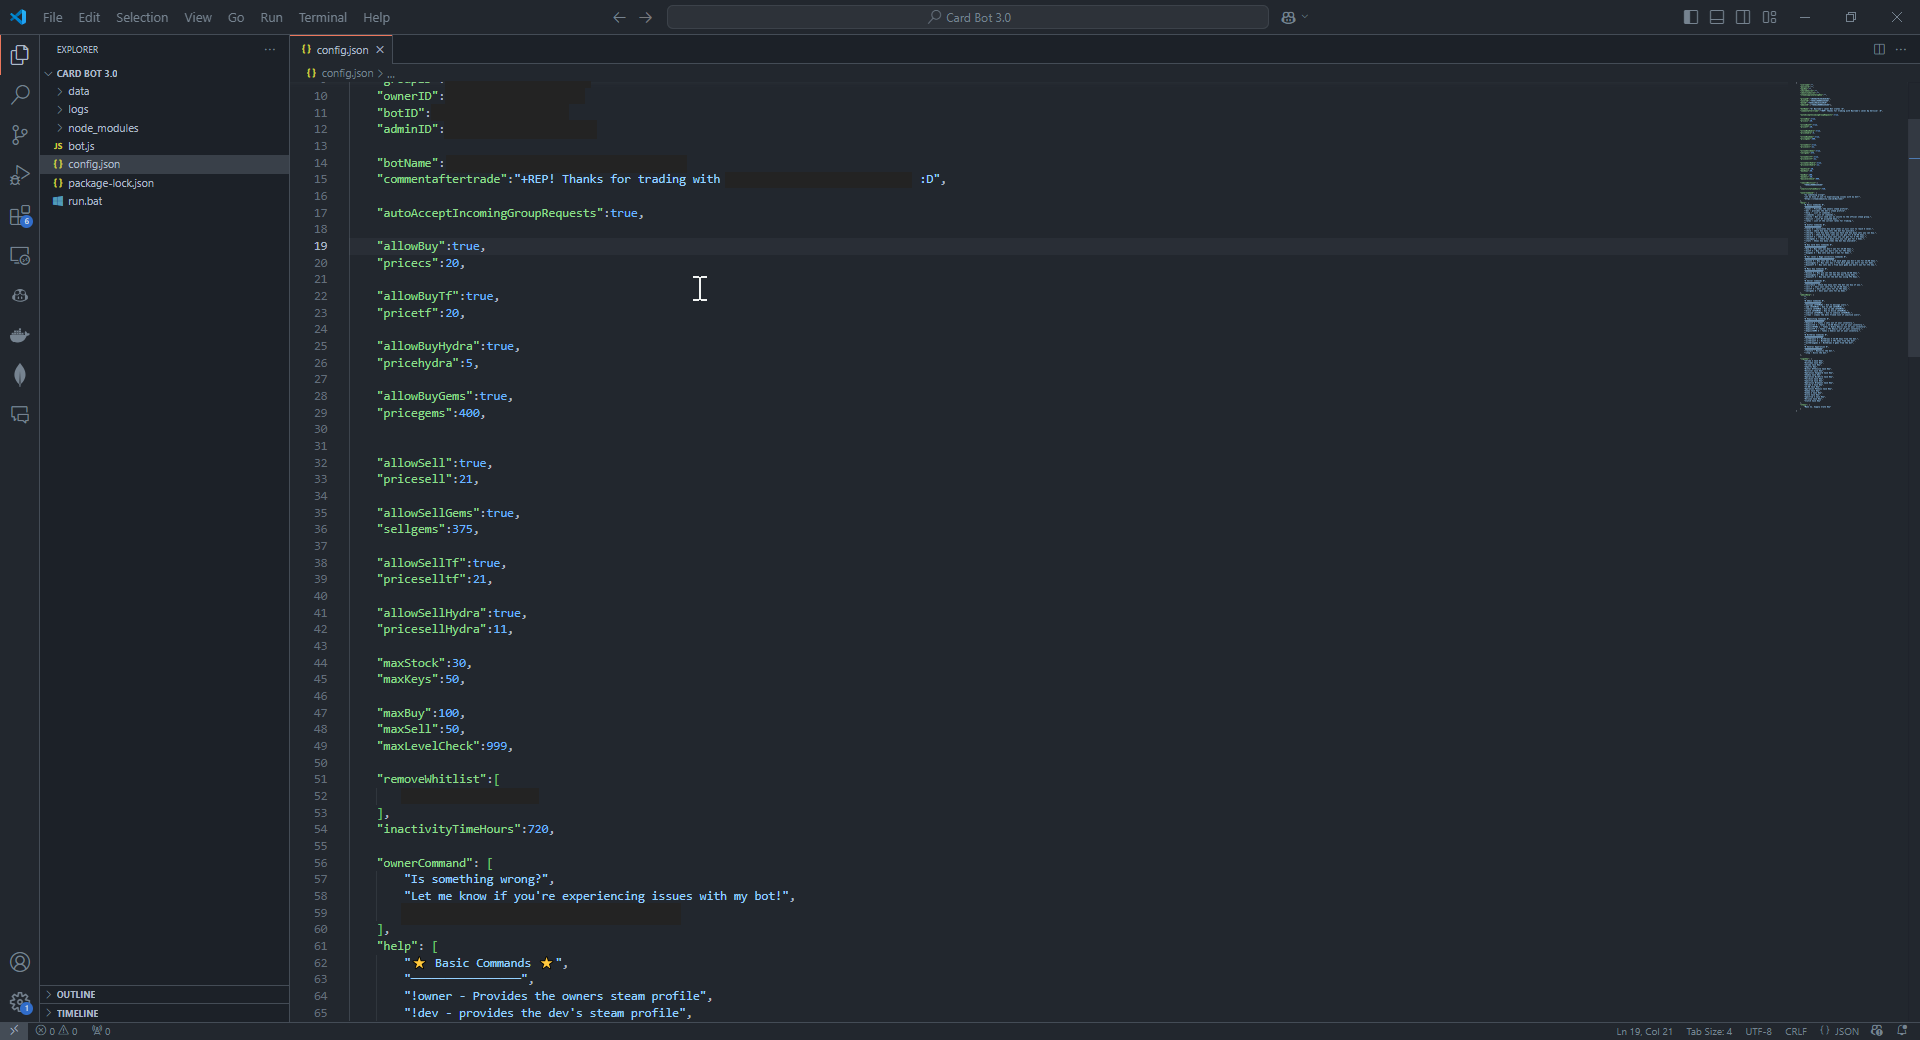 File Edit Selection View Go Run Terminal Help
Card Bot 3.0
EXPLORER
CARD BOT 3.0
data
logs
node_modules
JS bot.js
{} config.json
{} package-lock.json
run.bat
OUTLINE
TIMELINE
6
1
{} config.json
{} config.json > ...
10 "ownerID":
11 "botID":
12 "adminID":
13
14 "botName":
15 "commentaftertrade":"+REP! Thanks for trading with :D",
16
17 "autoAcceptIncomingGroupRequests":true,
18
19 "allowBuy":true,
20 "pricecs":20,
21
22 "allowBuyTf":true,
23 "pricetf":20,
24
25 "allowBuyHydra":true,
26 "pricehydra":5,
27
28 "allowBuyGems":true,
29 "pricegems":400,
30
31
32 "allowSell":true,
33 "pricesell":21,
34
35 "allowSellGems":true,
36 "sellgems":375,
37
38 "allowSellTf":true,
39 "priceselltf":21,
40
41 "allowSellHydra":true,
42 "pricesellHydra":11,
43
44 "maxStock":30,
45 "maxKeys":50,
46
47 "maxBuy":100,
48 "maxSell":50,
49 "maxLevelCheck":999,
50
51 "removeWhitlist":[
52
53 ],
54 "inactivityTimeHours":720,
55
56 "ownerCommand": [
57 "Is something wrong?",
58 "Let me know if you're experiencing issues with my bot!",
59
60 ],
61 "help": [
62 "⭐ Basic Commands ⭐",
63 "────────────────",
64 "!owner - Provides the owners steam profile",
65 "!dev - provides the dev's steam profile",
0 0 0
Ln 19, Col 21 Tab Size: 4 UTF-8 CRLF {} JSON